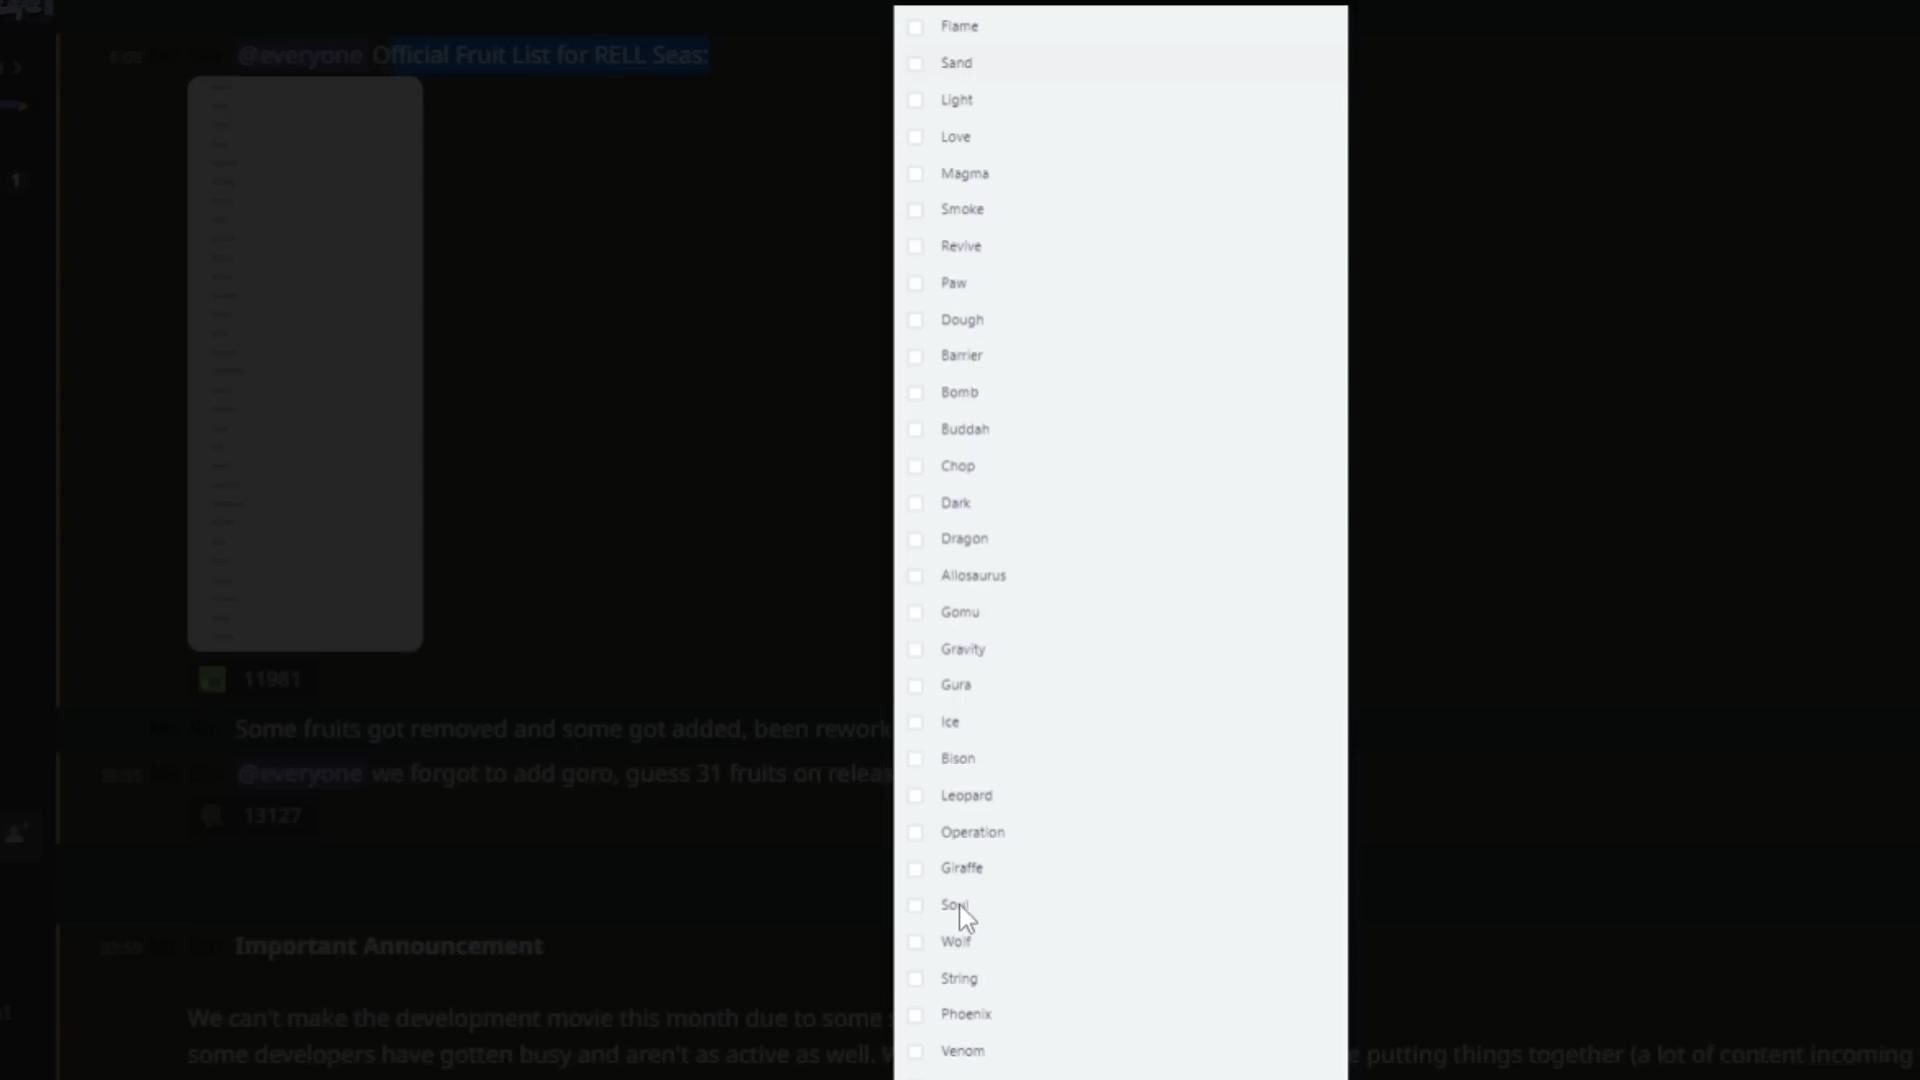 @everyone Official Fruit List for RELL Seas:
1
11981
Some fruits got removed and some got added, been rework
@everyone we forgot to add goro, guess 31 fruits on releas
13127
Important Announcement
We can't make the development movie this month due to some
some developers have gotten busy and aren't as active as well.
putting things together (a lot of content incoming
Flame
Sand
Light
Love
Magma
Smoke
Revive
Paw
Dough
Barrier
Bomb
Buddah
Chop
Dark
Dragon
Allosaurus
Gomu
Gravity
Gura
Ice
Bison
Leopard
Operation
Giraffe
Soul
Wolf
String
Phoenix
Venom